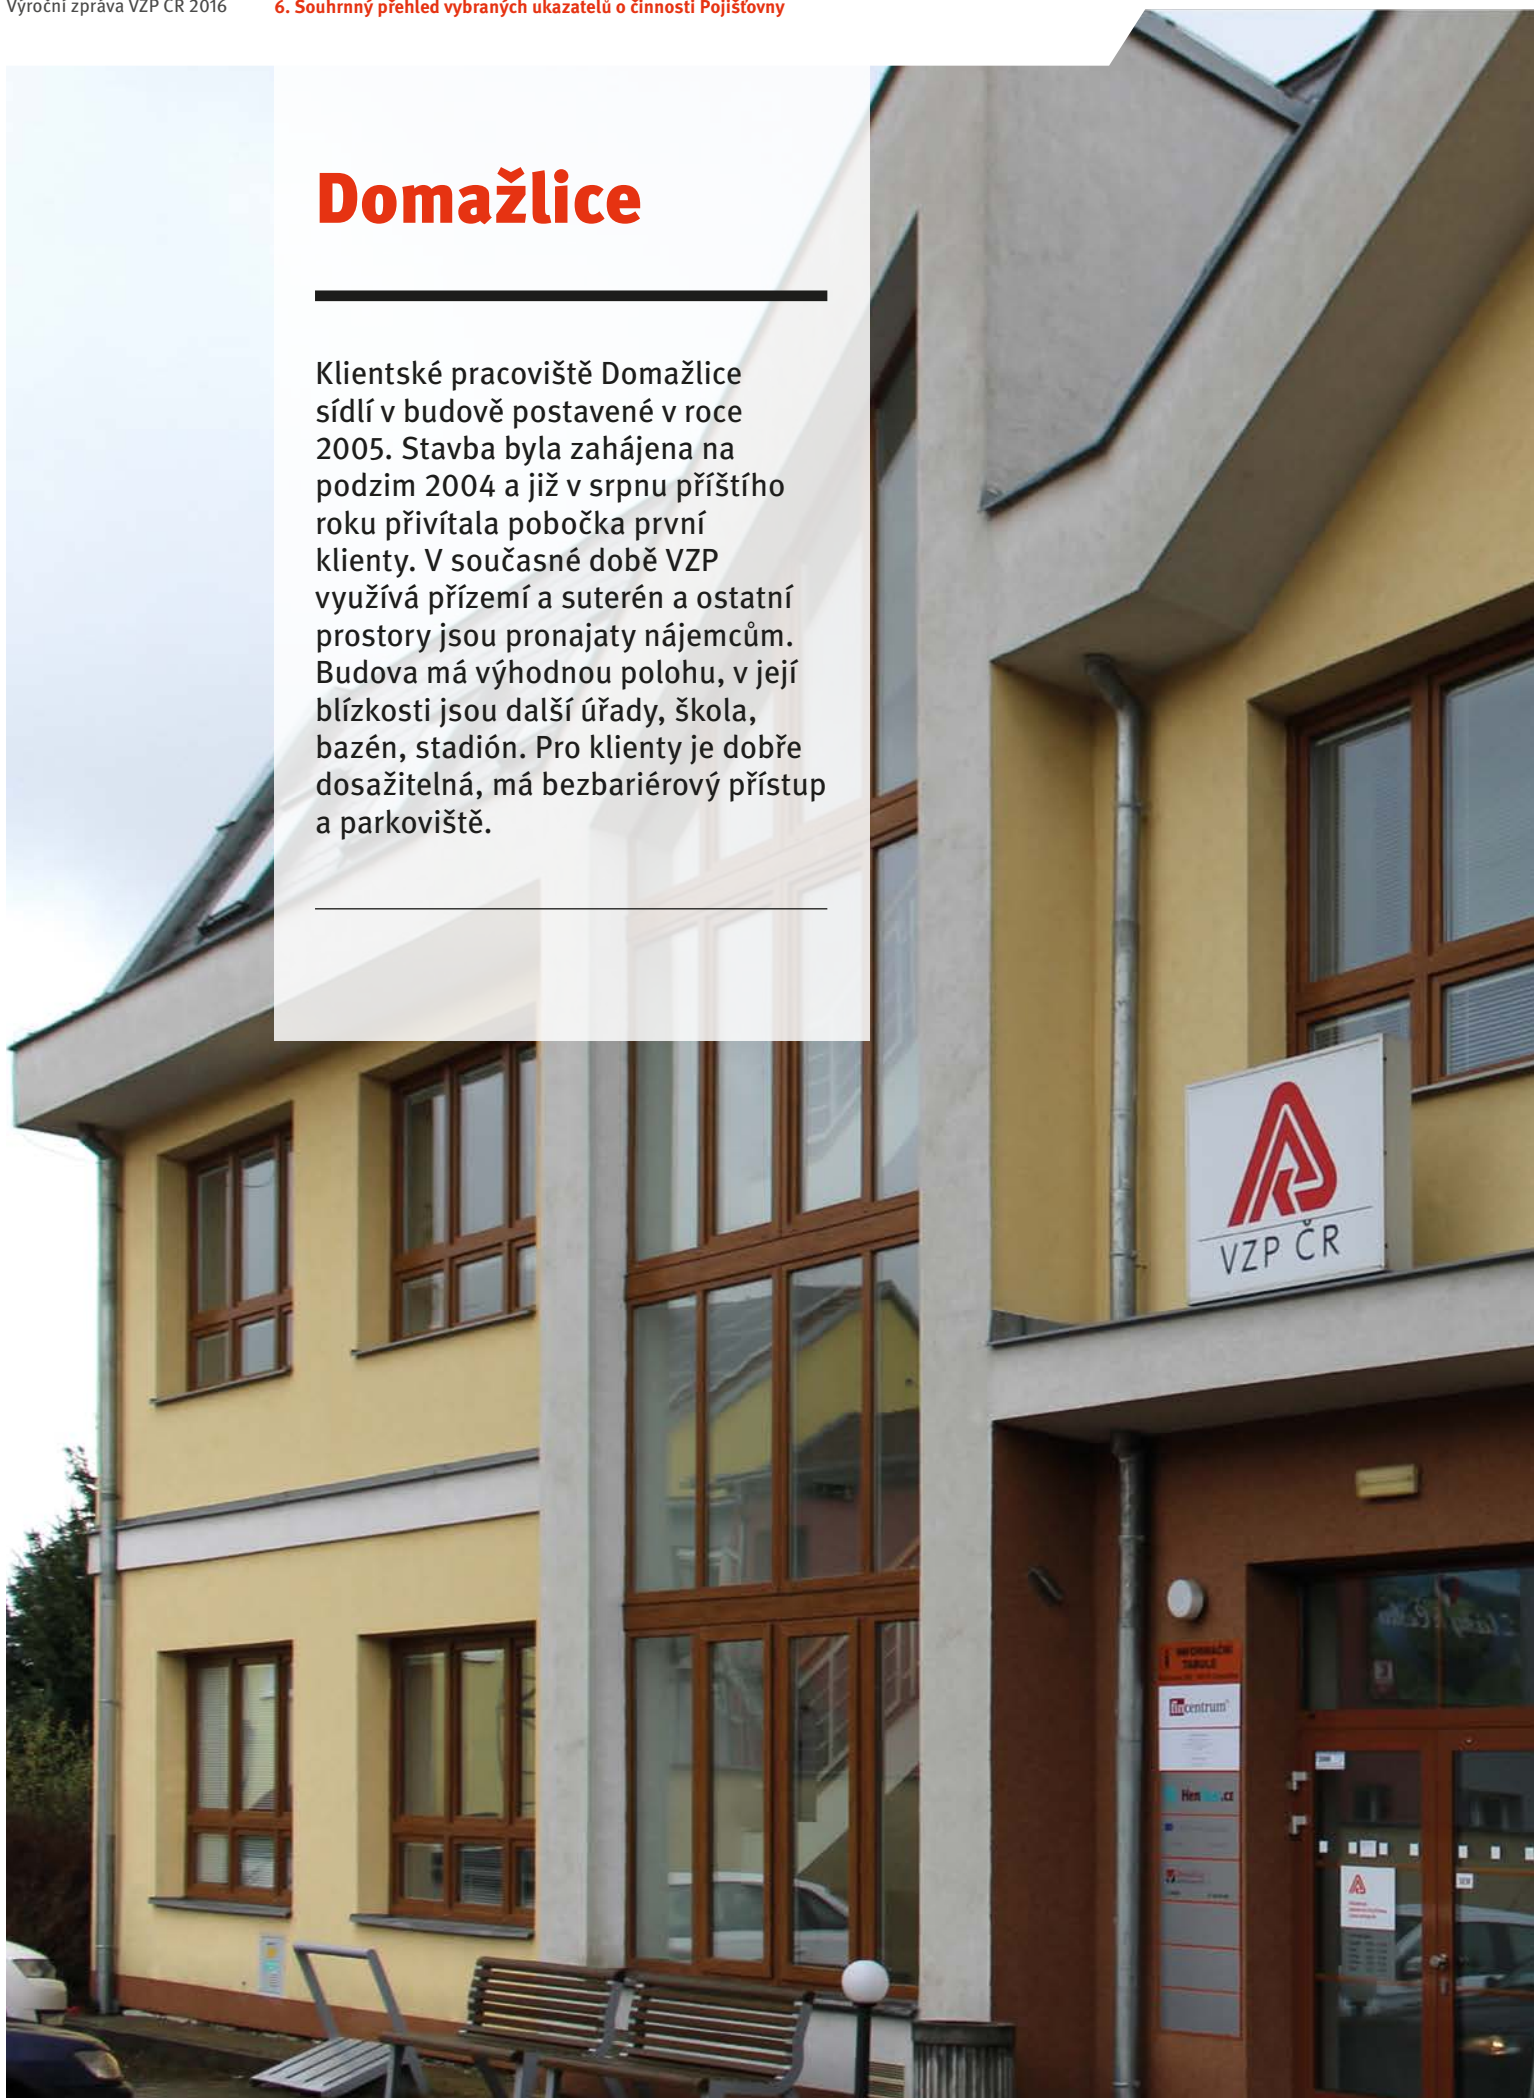 Výroční zpráva VZP ČR 2016
6. Souhrnný přehled vybraných ukazatelů o činnosti Pojišťovny
Domažlice
Klientské pracoviště Domažlice
sídlí v budově postavené v roce
2005. Stavba byla zahájena na
podzim 2004 a již v srpnu příštího
roku přivítala pobočka první
klienty. V současné době VZP
využívá přízemí a suterén a ostatní
prostory jsou pronajaty nájemcům.
Budova má výhodnou polohu, v její
blízkosti jsou další úřady, škola,
bazén, stadión. Pro klienty je dobře
dosažitelná, má bezbariérový přístup
a parkoviště.
VZP ČR
i INFORMAČNÍ
TABULE
fincentrum